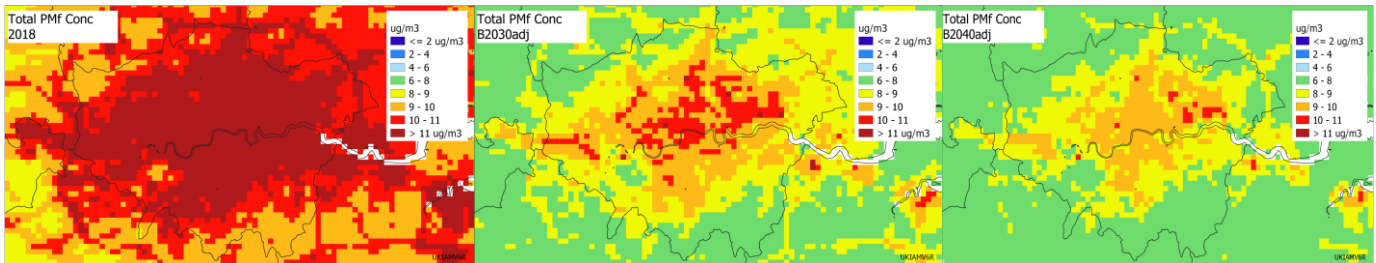 Total PMf Conc
2018
ug/m3
<= 2 ug/m3
2 - 4
4 - 6
6 - 8
8 - 9
9 - 10
10 - 11
> 11 ug/m3
UKIAMV6R
Total PMf Conc
B2030adj
ug/m3
<= 2 ug/m3
2 - 4
4 - 6
6 - 8
8 - 9
9 - 10
10 - 11
> 11 ug/m3
UKIAMV6R
Total PMf Conc
B2040adj
ug/m3
<= 2 ug/m3
2 - 4
4 - 6
6 - 8
8 - 9
9 - 10
10 - 11
> 11 ug/m3
UKIAMV6R